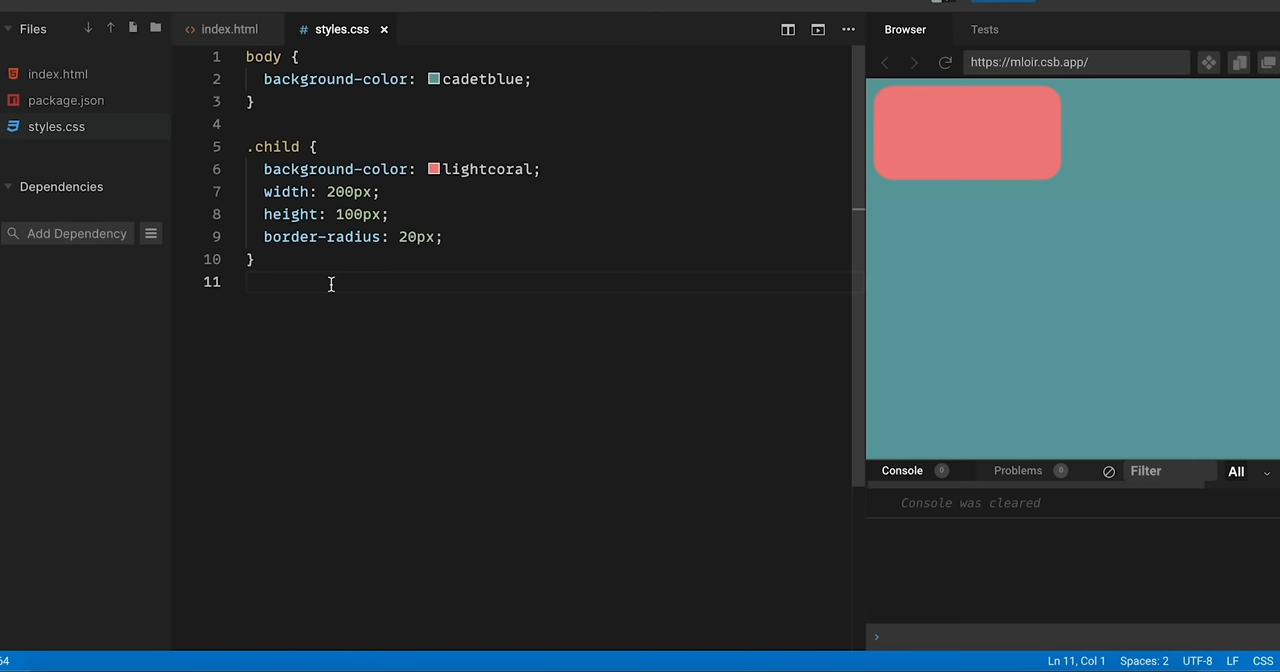 Files
index.html
package.json
styles.css
Dependencies
Add Dependency
index.html
styles.css
1 body {
2 background-color: cadetblue;
3 }
4
5 .child {
6 background-color: lightcoral;
7 width: 200px;
8 height: 100px;
9 border-radius: 20px;
10 }
11
Browser
Tests
https://mloir.csb.app/
Console 0
Problems 0
Filter
All
Console was cleared
64
Ln 11, Col 1 Spaces: 2 UTF-8 LF CSS